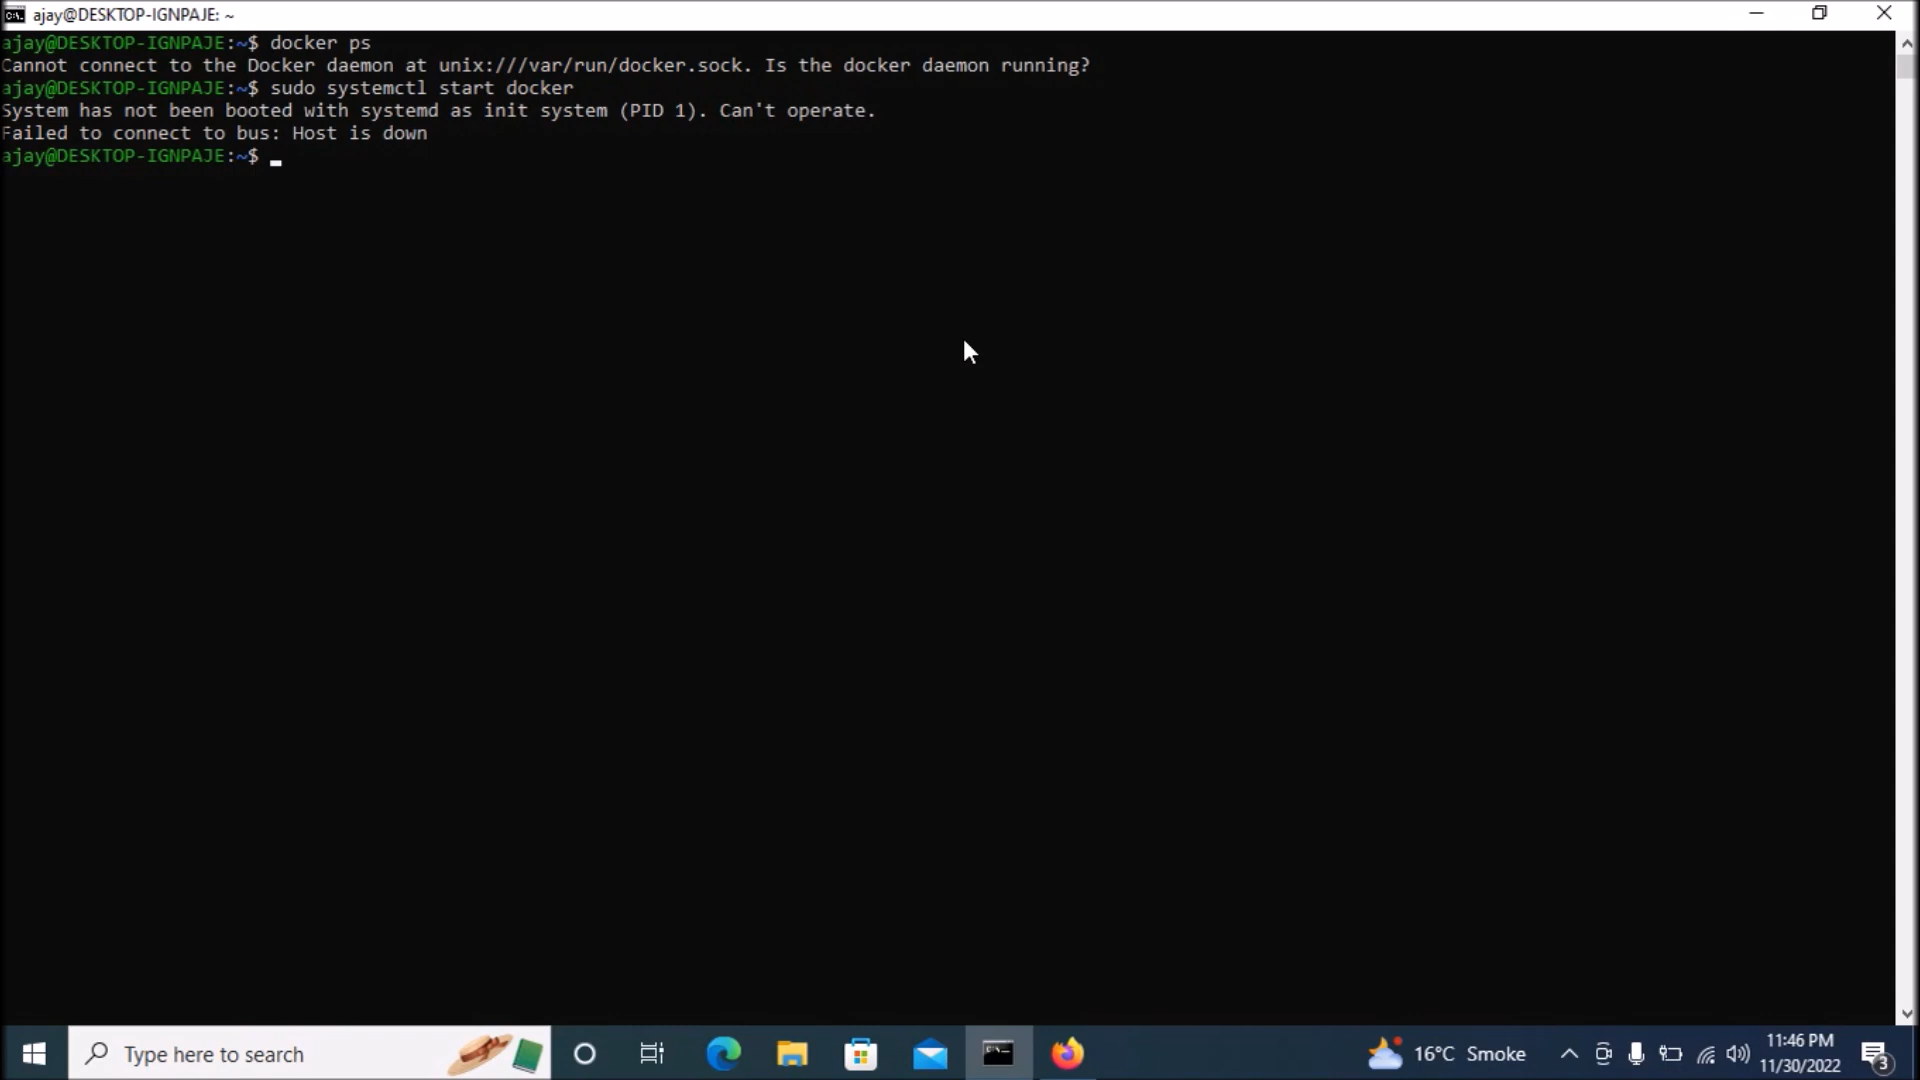 ajay@DESKTOP-IGNPAJE: ~
ajay@DESKTOP-IGNPAJE:~$ docker ps
Cannot connect to the Docker daemon at unix:///var/run/docker.sock. Is the docker daemon running?
ajay@DESKTOP-IGNPAJE:~$ sudo systemctl start docker
System has not been booted with systemd as init system (PID 1). Can't operate.
Failed to connect to bus: Host is down
ajay@DESKTOP-IGNPAJE:~$
Type here to search
16°C Smoke
11:46 PM
11/30/2022
3